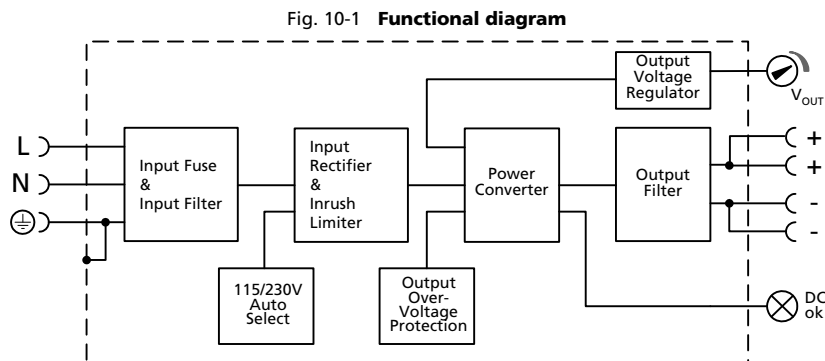 Fig. 10-1 Functional diagram
Output
Voltage
Regulator
V_OUT
L
N
Input Fuse
&
Input Filter
Input
Rectifier
&
Inrush
Limiter
Power
Converter
Output
Filter
+
+
-
-
115/230V
Auto
Select
Output
Over-
Voltage
Protection
DC
ok